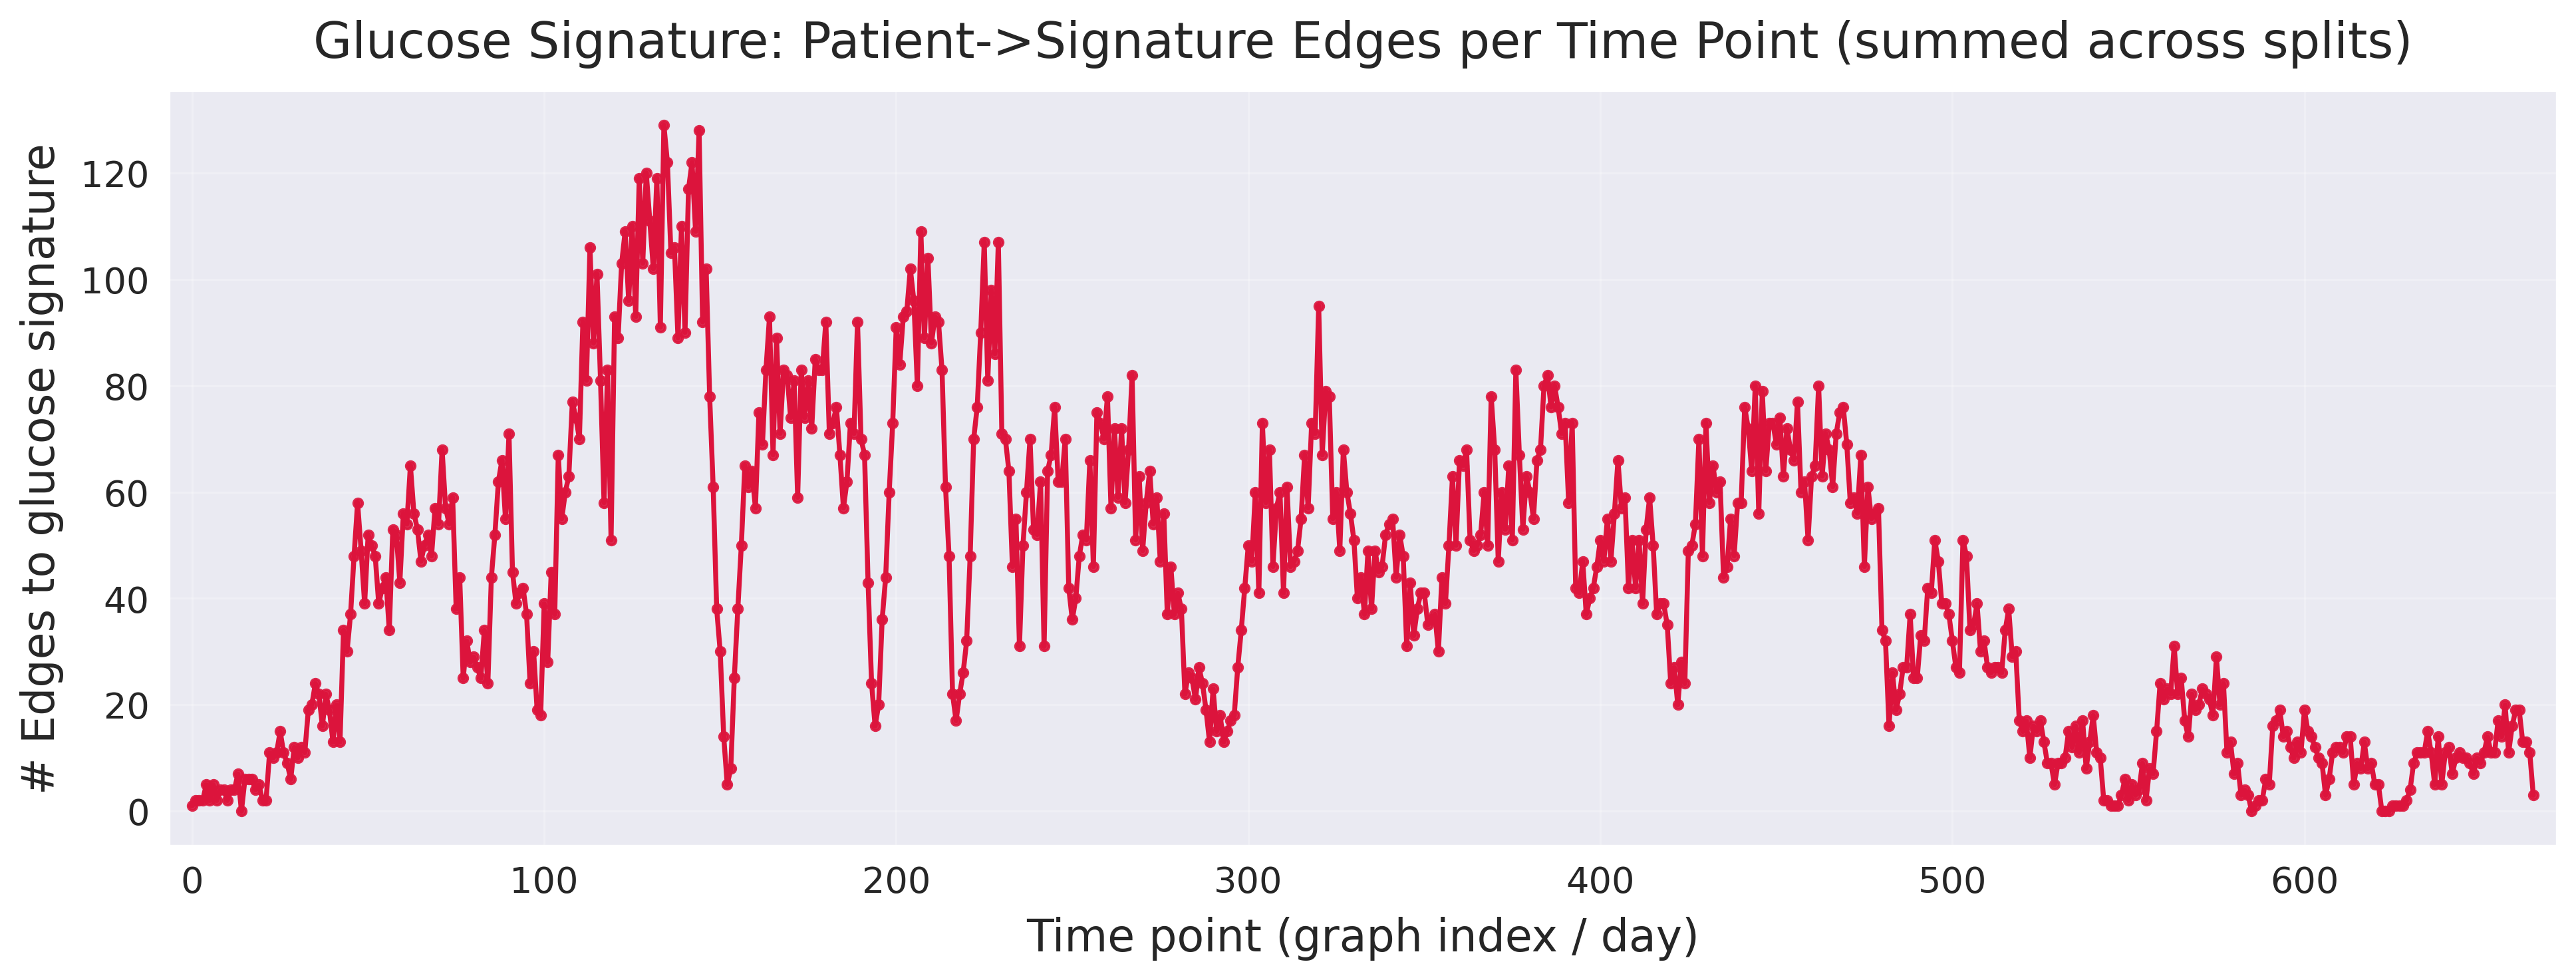 Glucose Signature: Patient->Signature Edges per Time Point (summed across splits)
# Edges to glucose signature
120
100
80
60
40
20
0
0 100 200 300 400 500 600
Time point (graph index / day)